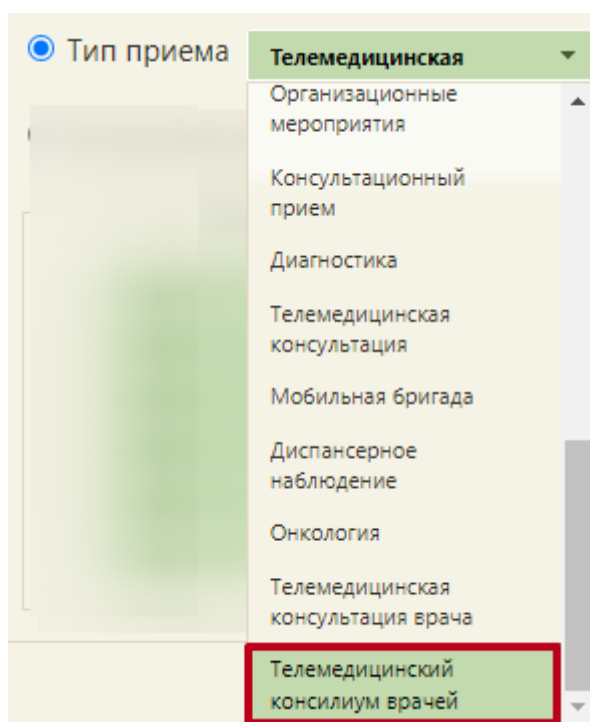 Тип приема
Телемедицинская
Организационные
мероприятия
Консультационный
прием
Диагностика
Телемедицинская
консультация
Мобильная бригада
Диспансерное
наблюдение
Онкология
Телемедицинская
консультация врача
Телемедицинский
консилиум врачей